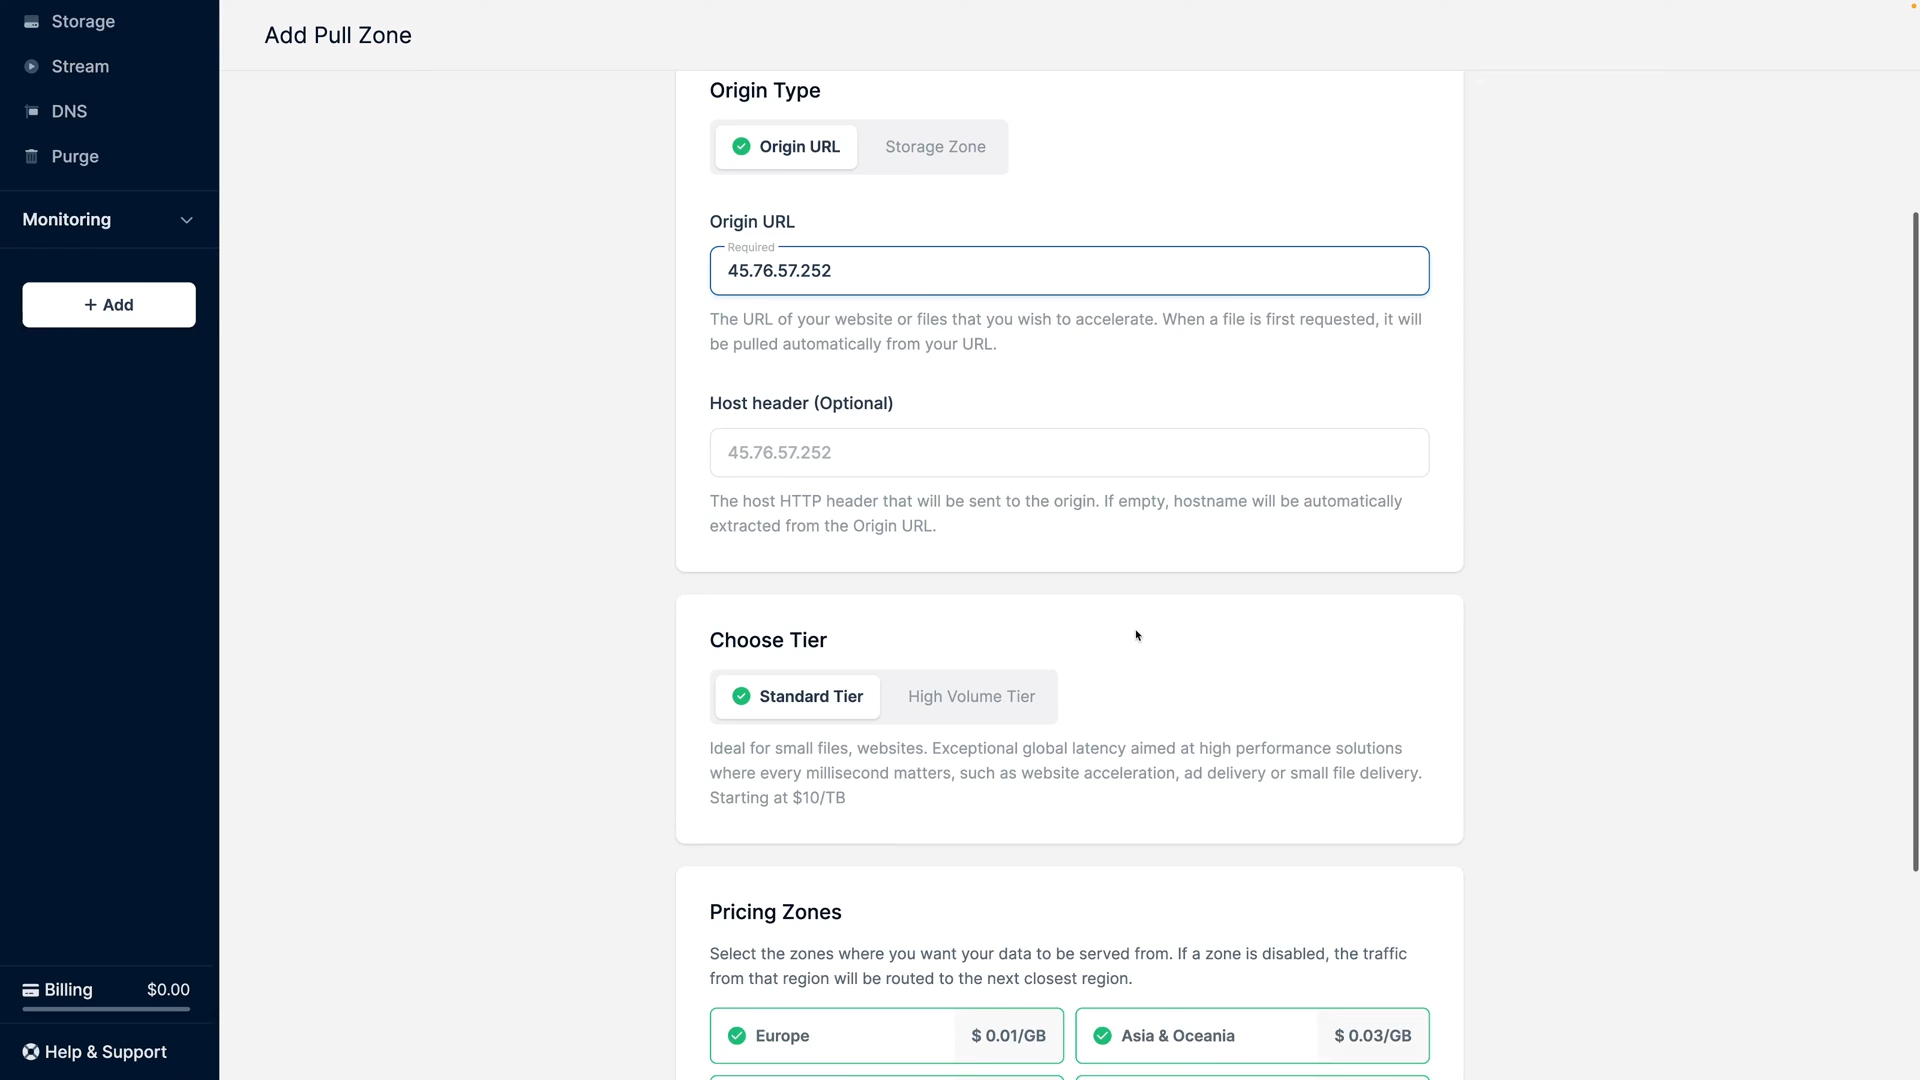 Storage
Stream
DNS
Purge
Monitoring
+ Add
Billing $0.00
Help & Support
Add Pull Zone
Origin Type
Origin URL Storage Zone
Origin URL
Required
45.76.57.252
The URL of your website or files that you wish to accelerate. When a file is first requested, it will
be pulled automatically from your URL.
Host header (Optional)
45.76.57.252
The host HTTP header that will be sent to the origin. If empty, hostname will be automatically
extracted from the Origin URL.
Choose Tier
Standard Tier High Volume Tier
Ideal for small files, websites. Exceptional global latency aimed at high performance solutions
where every millisecond matters, such as website acceleration, ad delivery or small file delivery.
Starting at $10/TB
Pricing Zones
Select the zones where you want your data to be served from. If a zone is disabled, the traffic
from that region will be routed to the next closest region.
Europe $ 0.01/GB Asia & Oceania $ 0.03/GB